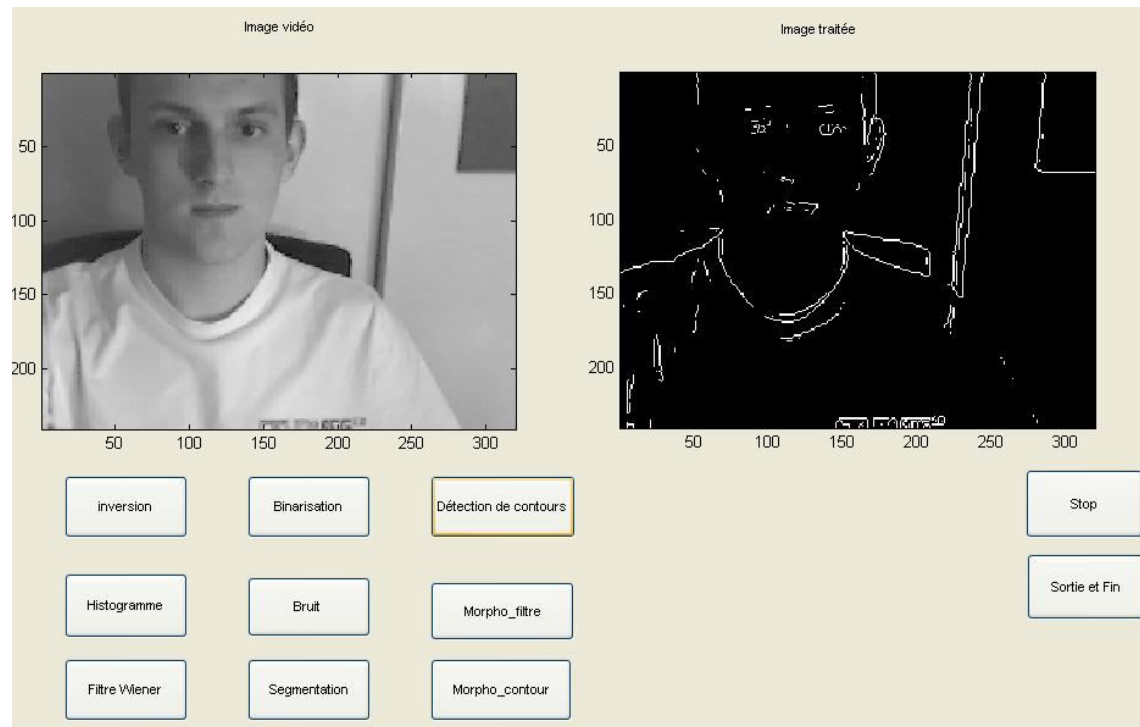 Image vidéo
Image traitée
50
100
150
200
50 100 150 200 250 300
50
100
150
200
50 100 150 200 250 300
inversion
Binarisation
Détection de contours
Stop
Histogramme
Bruit
Morpho_filtre
Sortie et Fin
Filtre Wiener
Segmentation
Morpho_contour